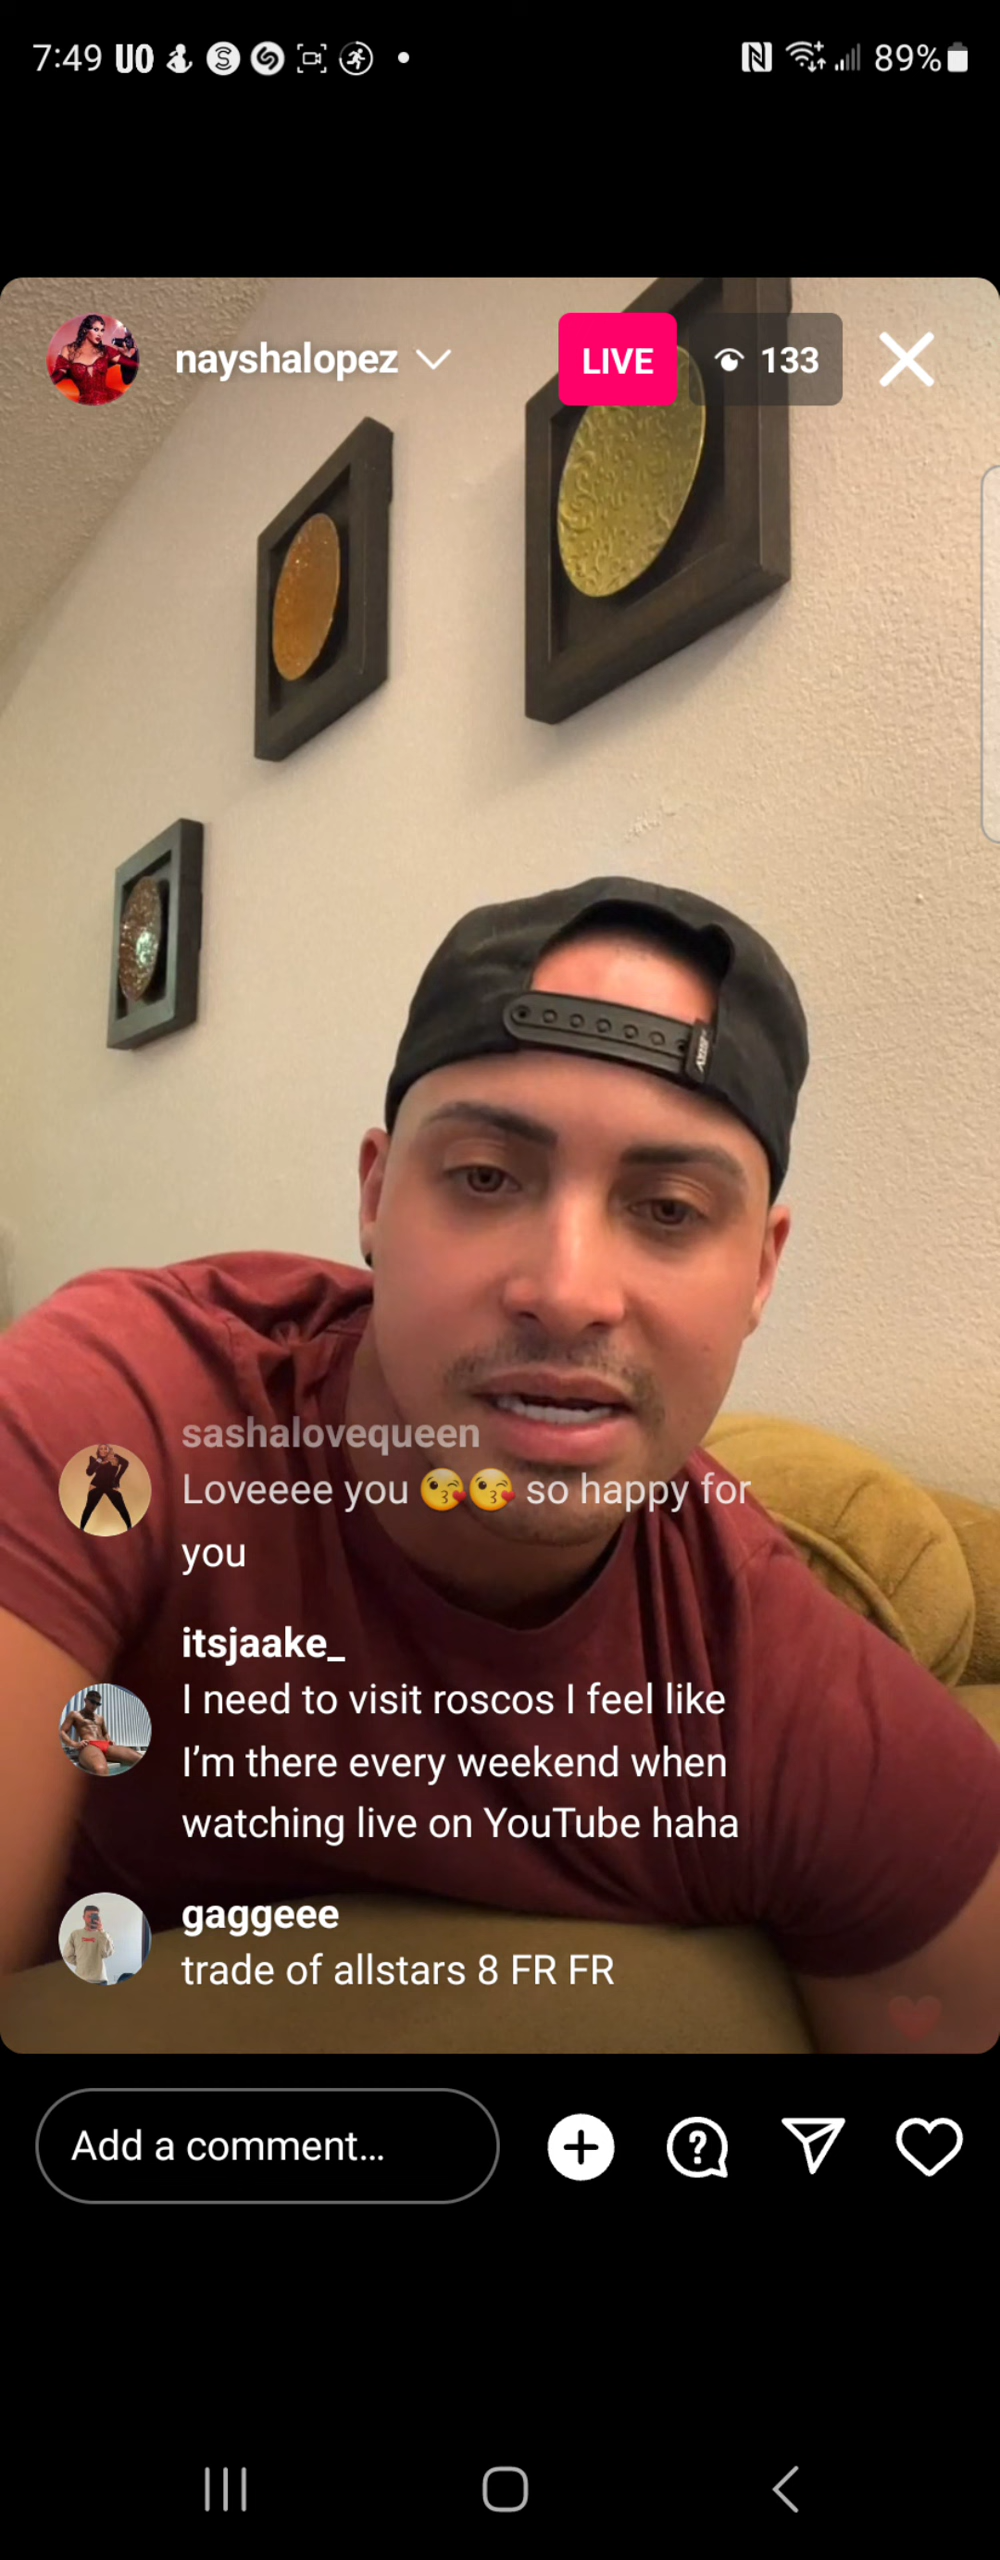 7:49 UO
89%
nayshalopez
LIVE
133
sashalovequeen
Loveeee you 😘😘 so happy for
you
itsjaake_
I need to visit roscos I feel like
I'm there every weekend when
watching live on YouTube haha
gaggeee
trade of allstars 8 FR FR
Add a comment...